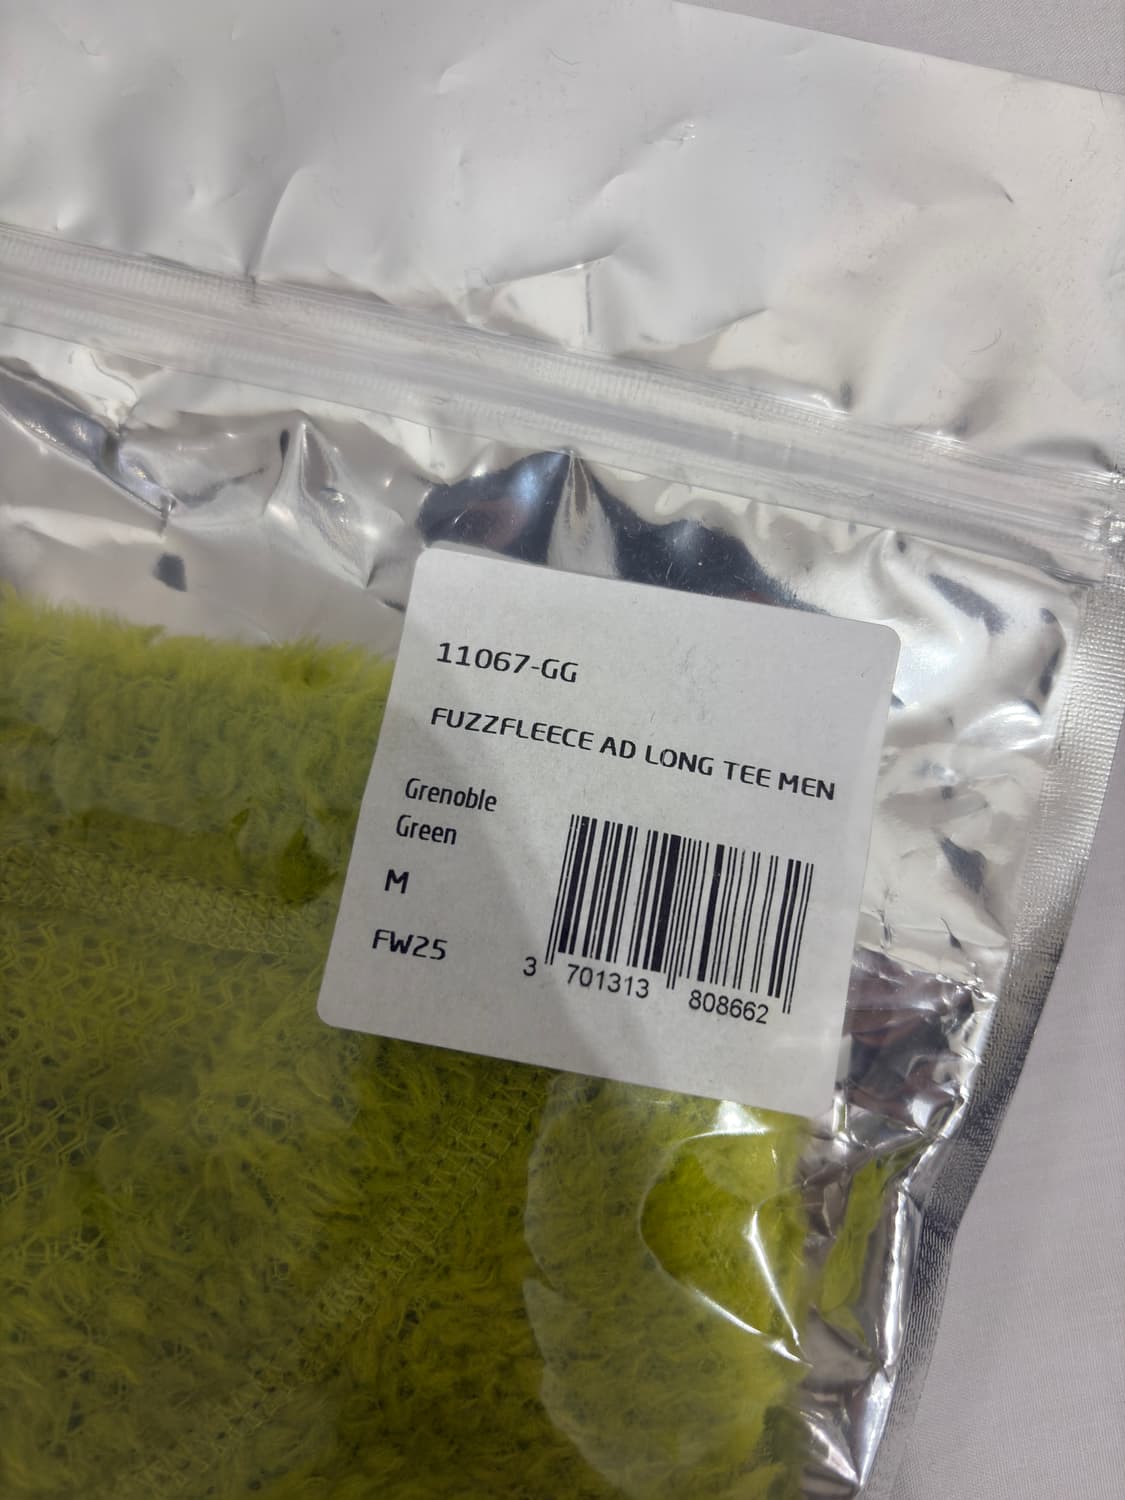 11067-GG
FUZZFLEECE AD LONG TEE MEN
Grenoble
Green
M
FW25
3 701313 808662